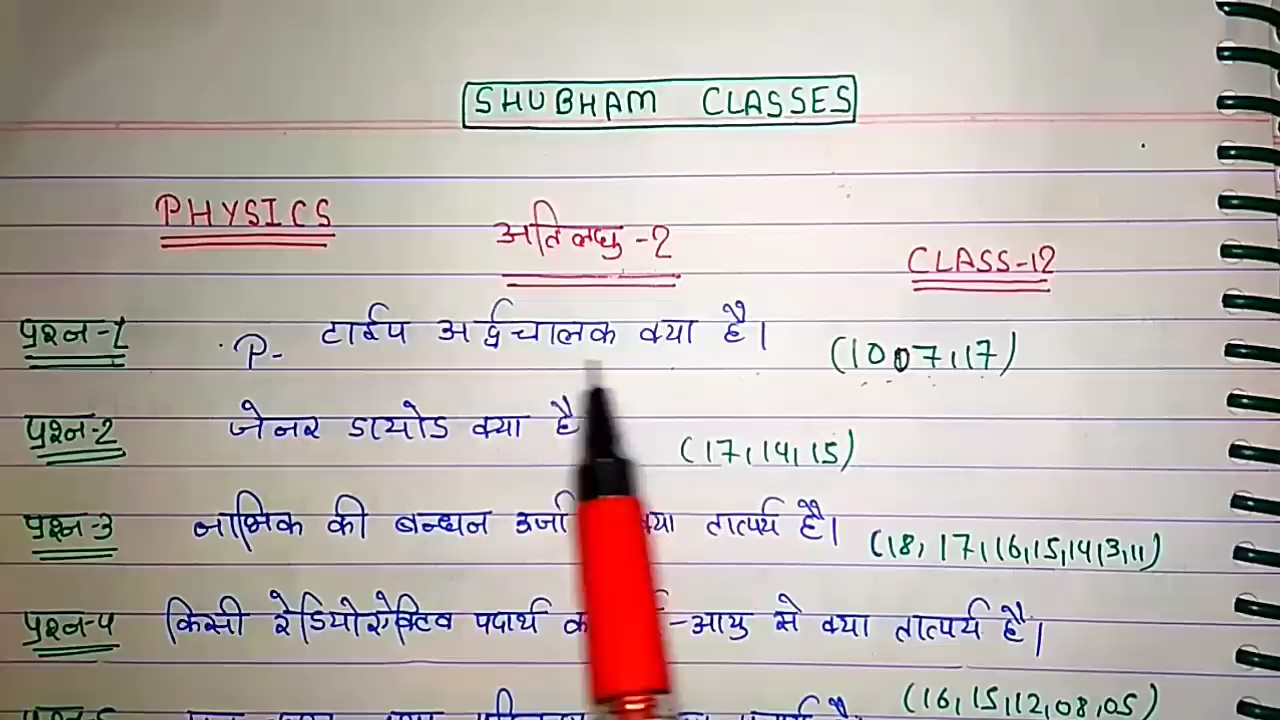 SHUBHAM CLASSES
PHYSICS
अतिलघु-2
CLASS-12
प्रश्न-1 P- टाईप अर्द्धचालक क्या है। (10,07,17)
प्रश्न-2 जेनर डायोड क्या है (17,14,15)
प्रश्न-3 नाभिक की बन्धन ऊर्जा क्या तात्पर्य है। (18,17,16,15,14,13,11)
प्रश्न-4 किसी रेडियोऐक्टिव पदार्थ -आयु से क्या तात्पर्य है।
(16,15,12,08,05)